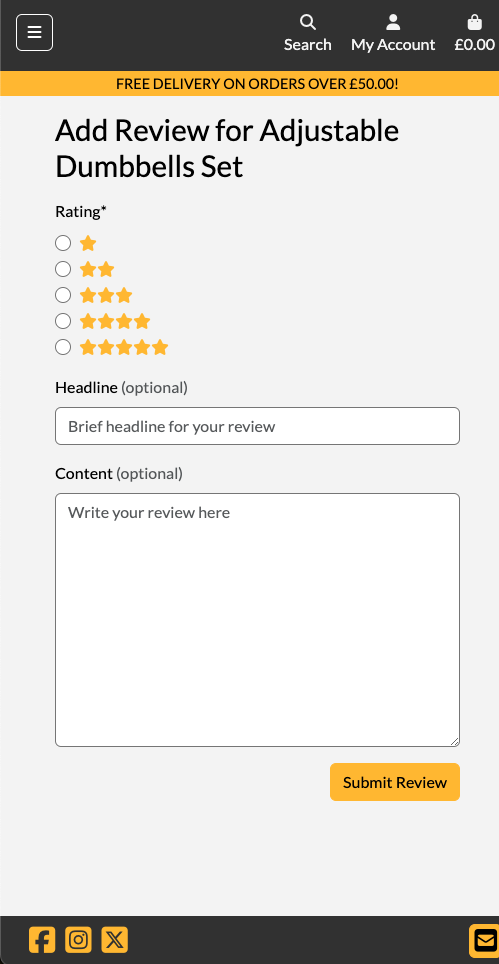 Search
My Account
£0.00
FREE DELIVERY ON ORDERS OVER £50.00!
Add Review for Adjustable
Dumbbells Set
Rating*
Headline (optional)
Brief headline for your review
Content (optional)
Write your review here
Submit Review